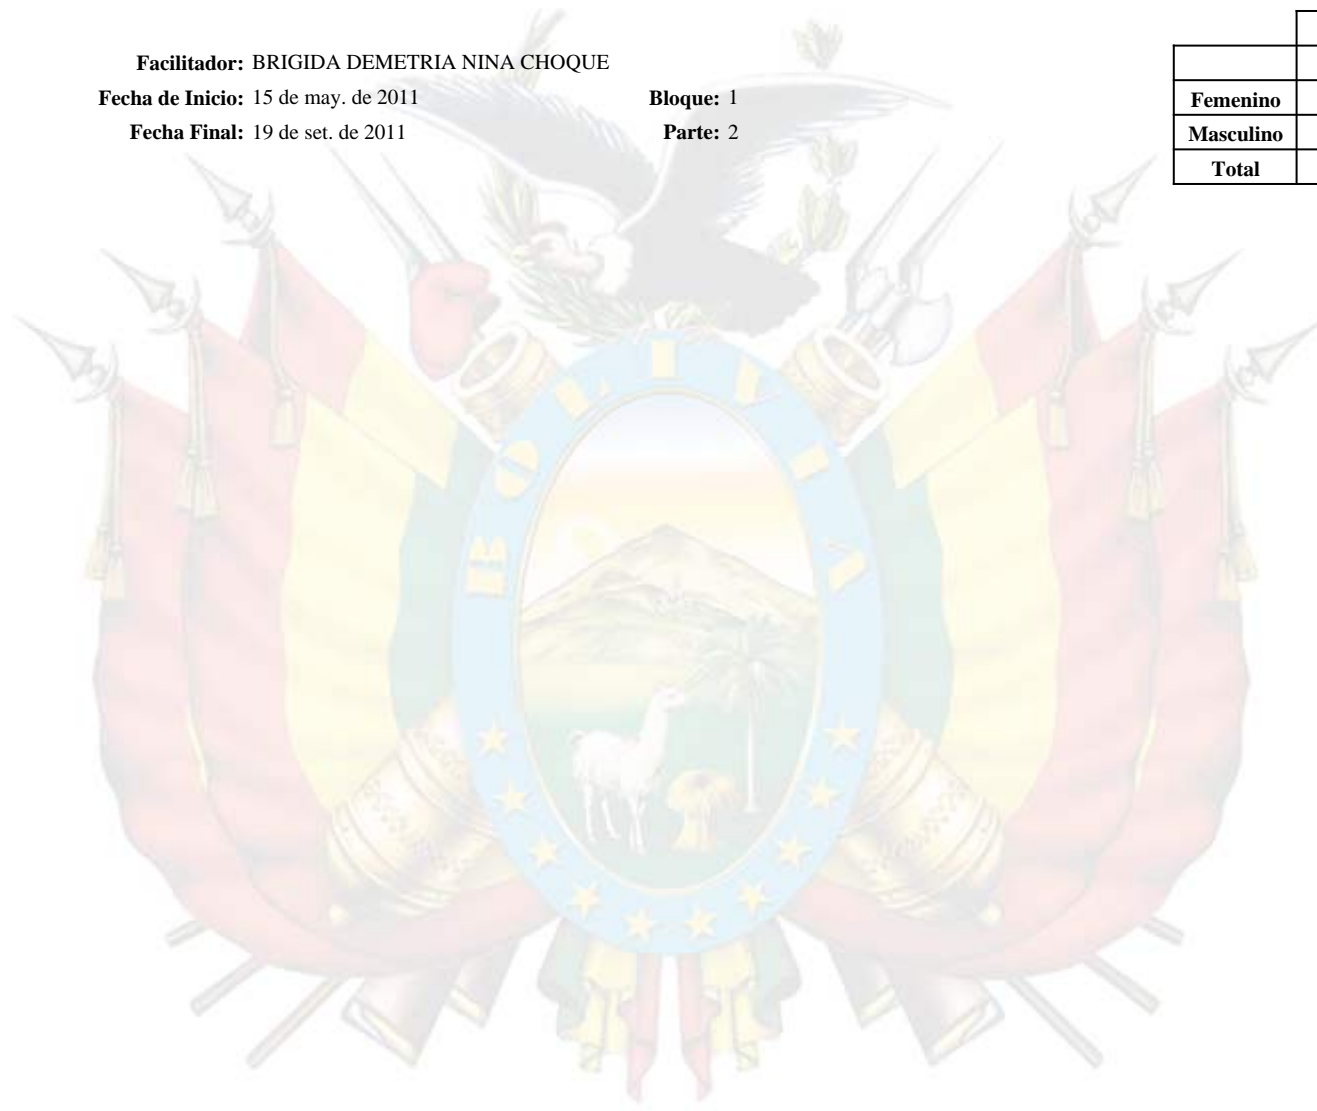 Facilitador: BRIGIDA DEMETRIA NINA CHOQUE
Fecha de Inicio: 15 de may. de 2011 Bloque: 1
Fecha Final: 19 de set. de 2011 Parte: 2
Femenino
Masculino
Total
BOLIVIA